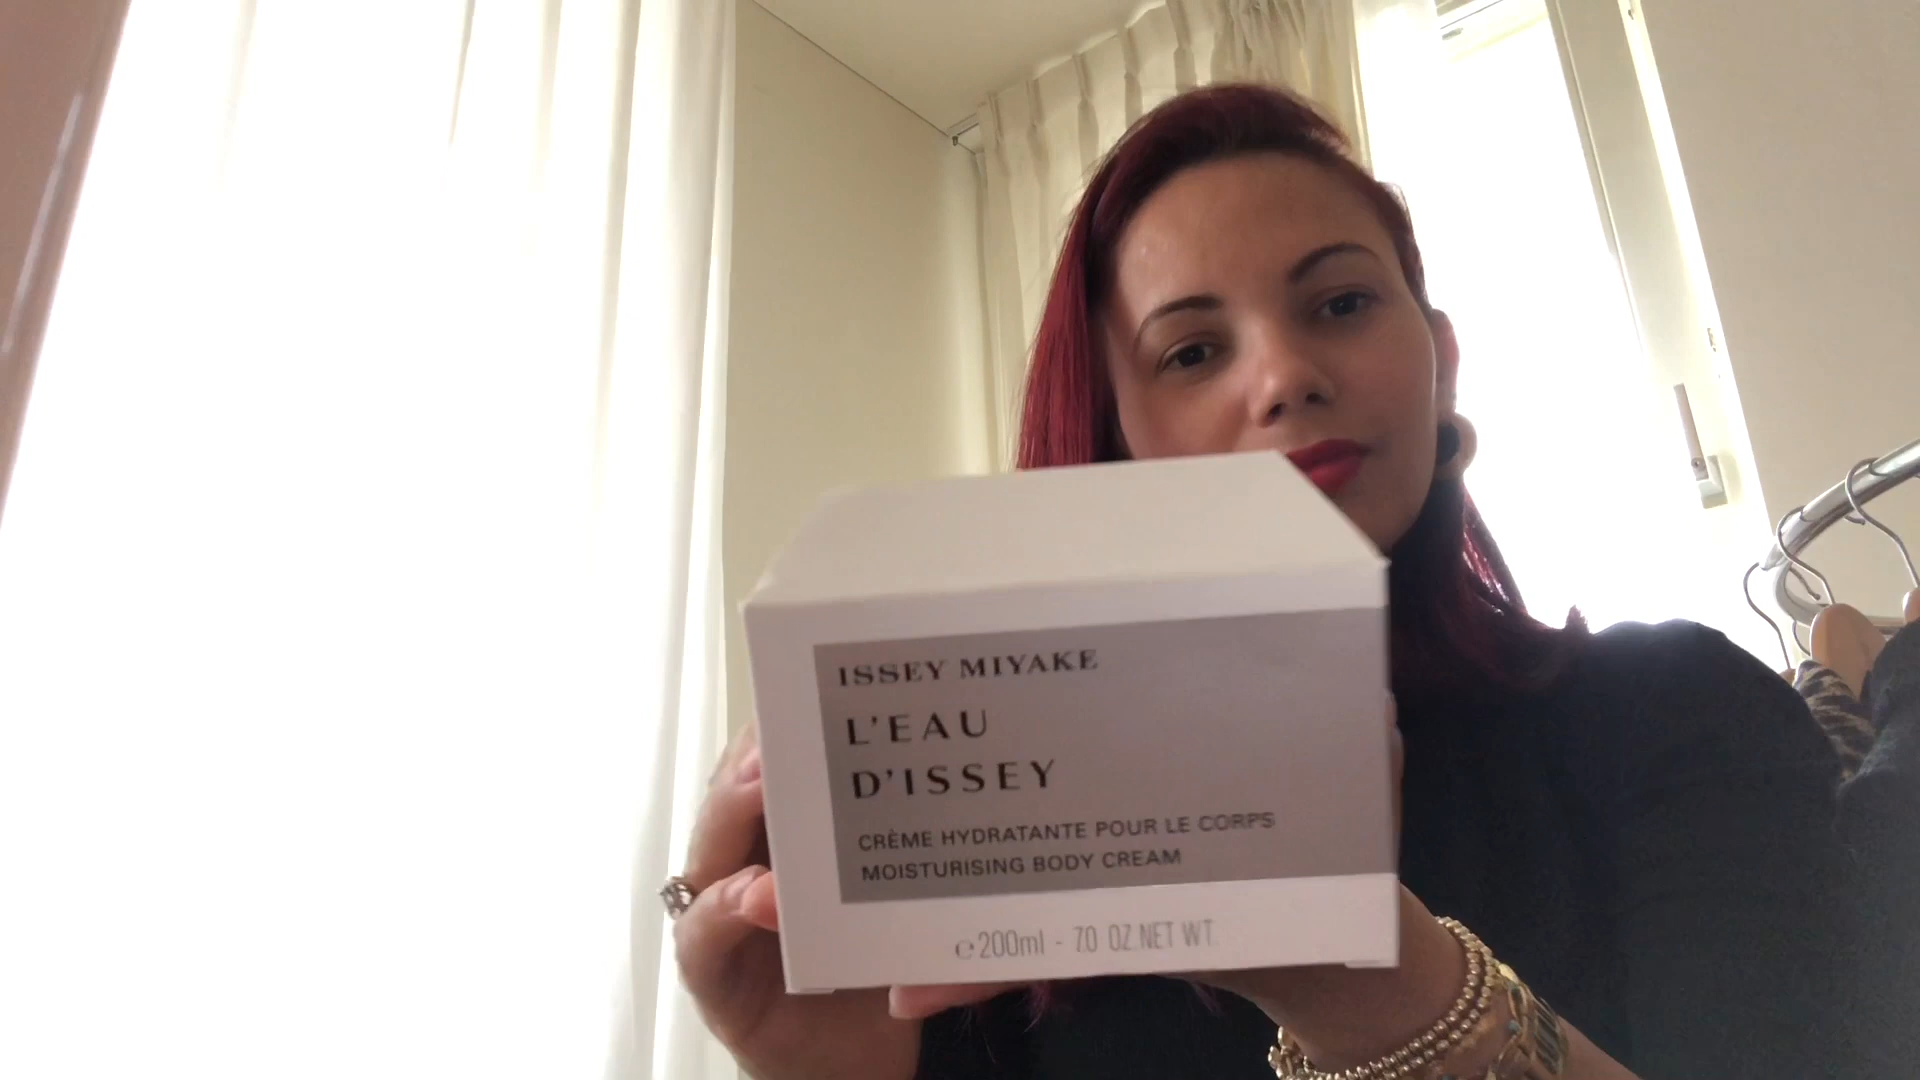 ISSEY MIYAKE
L'EAU
D'ISSEY
CRÈME HYDRATANTE POUR LE CORPS
MOISTURISING BODY CREAM
℮200ml - 7.0 OZ.NET WT.